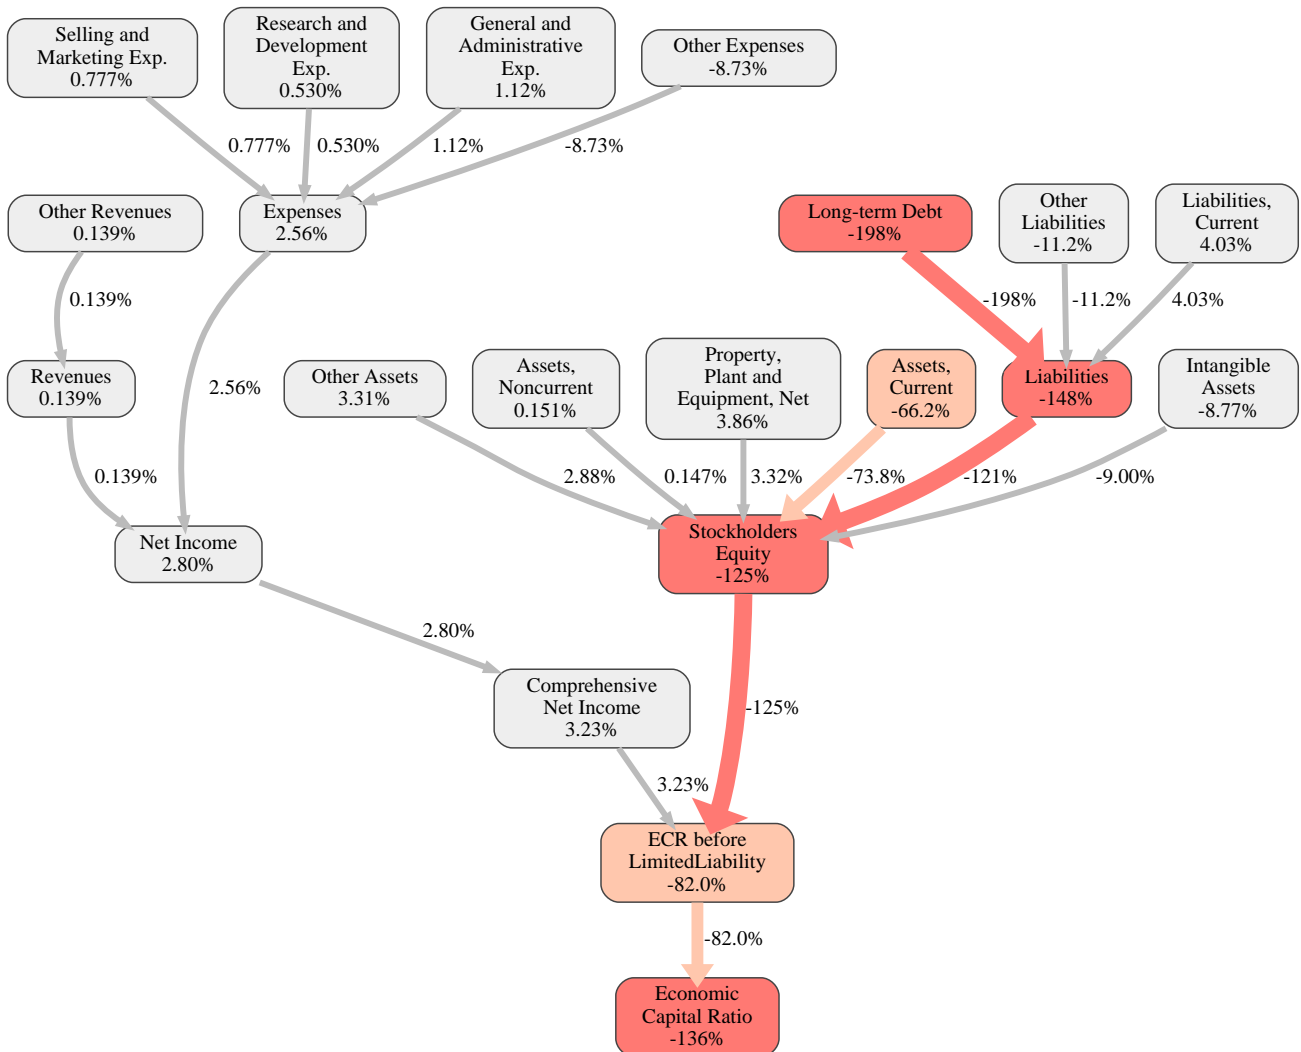 Selling and
Marketing Exp.
0.777%
Research and
Development
Exp.
0.530%
General and
Administrative
Exp.
1.12%
Other Expenses
-8.73%
0.777%
0.530%
1.12%
-8.73%
Other Revenues
0.139%
Expenses
2.56%
Long-term Debt
-198%
Other
Liabilities
-11.2%
Liabilities,
Current
4.03%
0.139%
-198%
-11.2%
4.03%
Revenues
0.139%
2.56%
Other Assets
3.31%
Assets,
Noncurrent
0.151%
Property,
Plant and
Equipment, Net
3.86%
Assets,
Current
-66.2%
Liabilities
-148%
Intangible
Assets
-8.77%
0.139%
2.88%
0.147%
3.32%
-73.8%
-121%
-9.00%
Net Income
2.80%
Stockholders
Equity
-125%
2.80%
Comprehensive
Net Income
3.23%
-125%
3.23%
ECR before
LimitedLiability
-82.0%
-82.0%
Economic
Capital Ratio
-136%